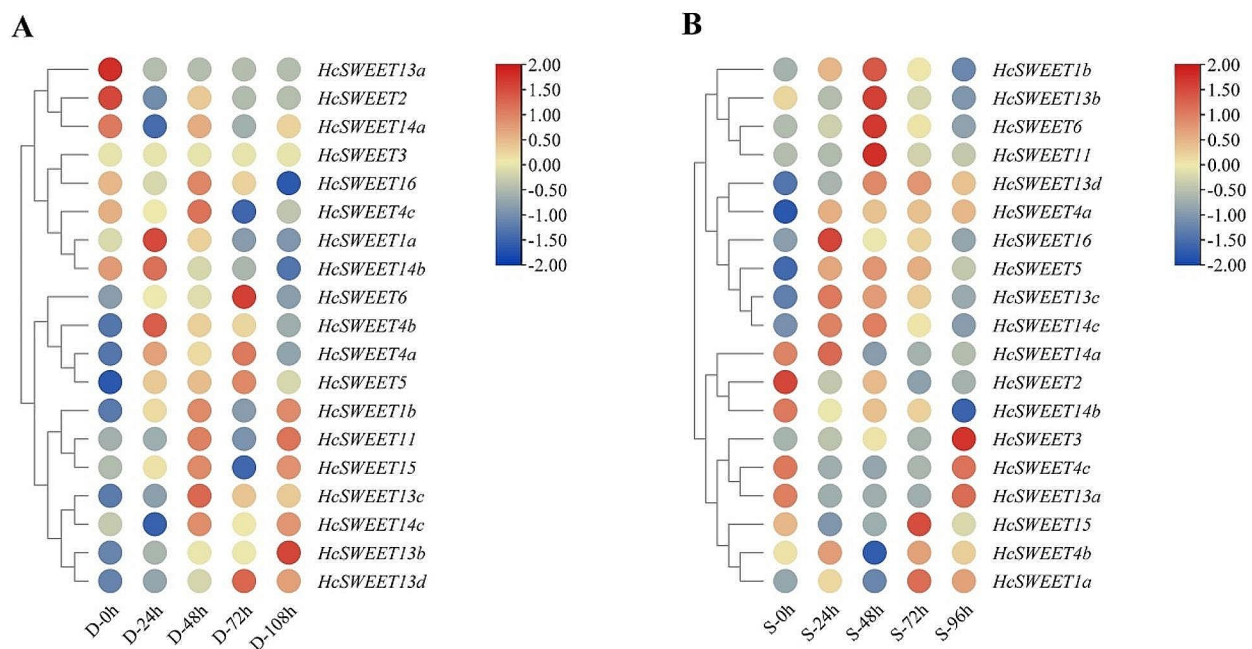 A
HcSWEET13a
HcSWEET2
HcSWEET14a
HcSWEET3
HcSWEET16
HcSWEET4c
HcSWEET1a
HcSWEET14b
HcSWEET6
HcSWEET4b
HcSWEET4a
HcSWEET5
HcSWEET1b
HcSWEET11
HcSWEET15
HcSWEET13c
HcSWEET14c
HcSWEET13b
HcSWEET13d
D-0h
D-24h
D-48h
D-72h
D-108h
2.00
1.50
1.00
0.50
0.00
-0.50
-1.00
-1.50
-2.00
B
HcSWEET1b
HcSWEET13b
HcSWEET6
HcSWEET11
HcSWEET13d
HcSWEET4a
HcSWEET16
HcSWEET5
HcSWEET13c
HcSWEET14c
HcSWEET14a
HcSWEET2
HcSWEET14b
HcSWEET3
HcSWEET4c
HcSWEET13a
HcSWEET15
HcSWEET4b
HcSWEET1a
S-0h
S-24h
S-48h
S-72h
S-96h
2.00
1.50
1.00
0.50
0.00
-0.50
-1.00
-1.50
-2.00